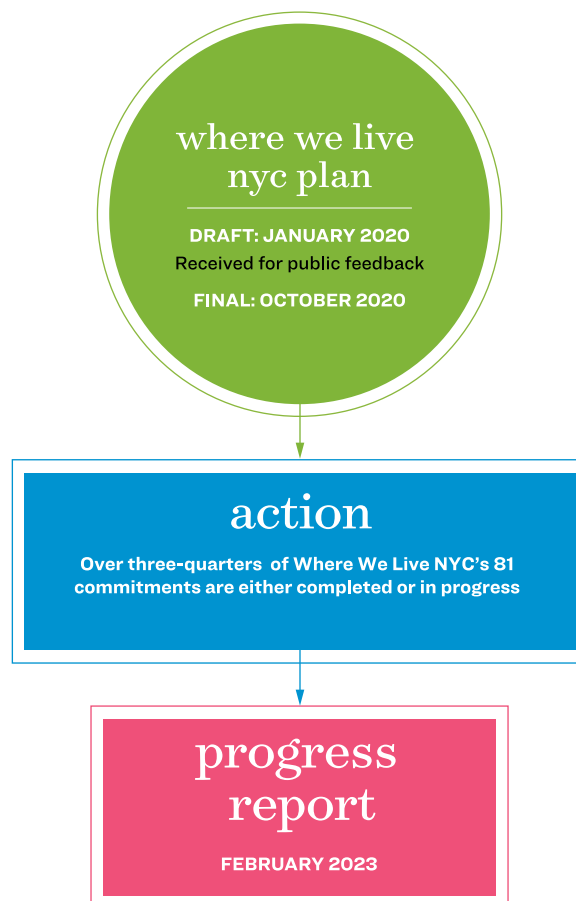 where we live
nyc plan
DRAFT: JANUARY 2020
Received for public feedback
FINAL: OCTOBER 2020
action
Over three-quarters of Where We Live NYC's 81
commitments are either completed or in progress
progress
report
FEBRUARY 2023